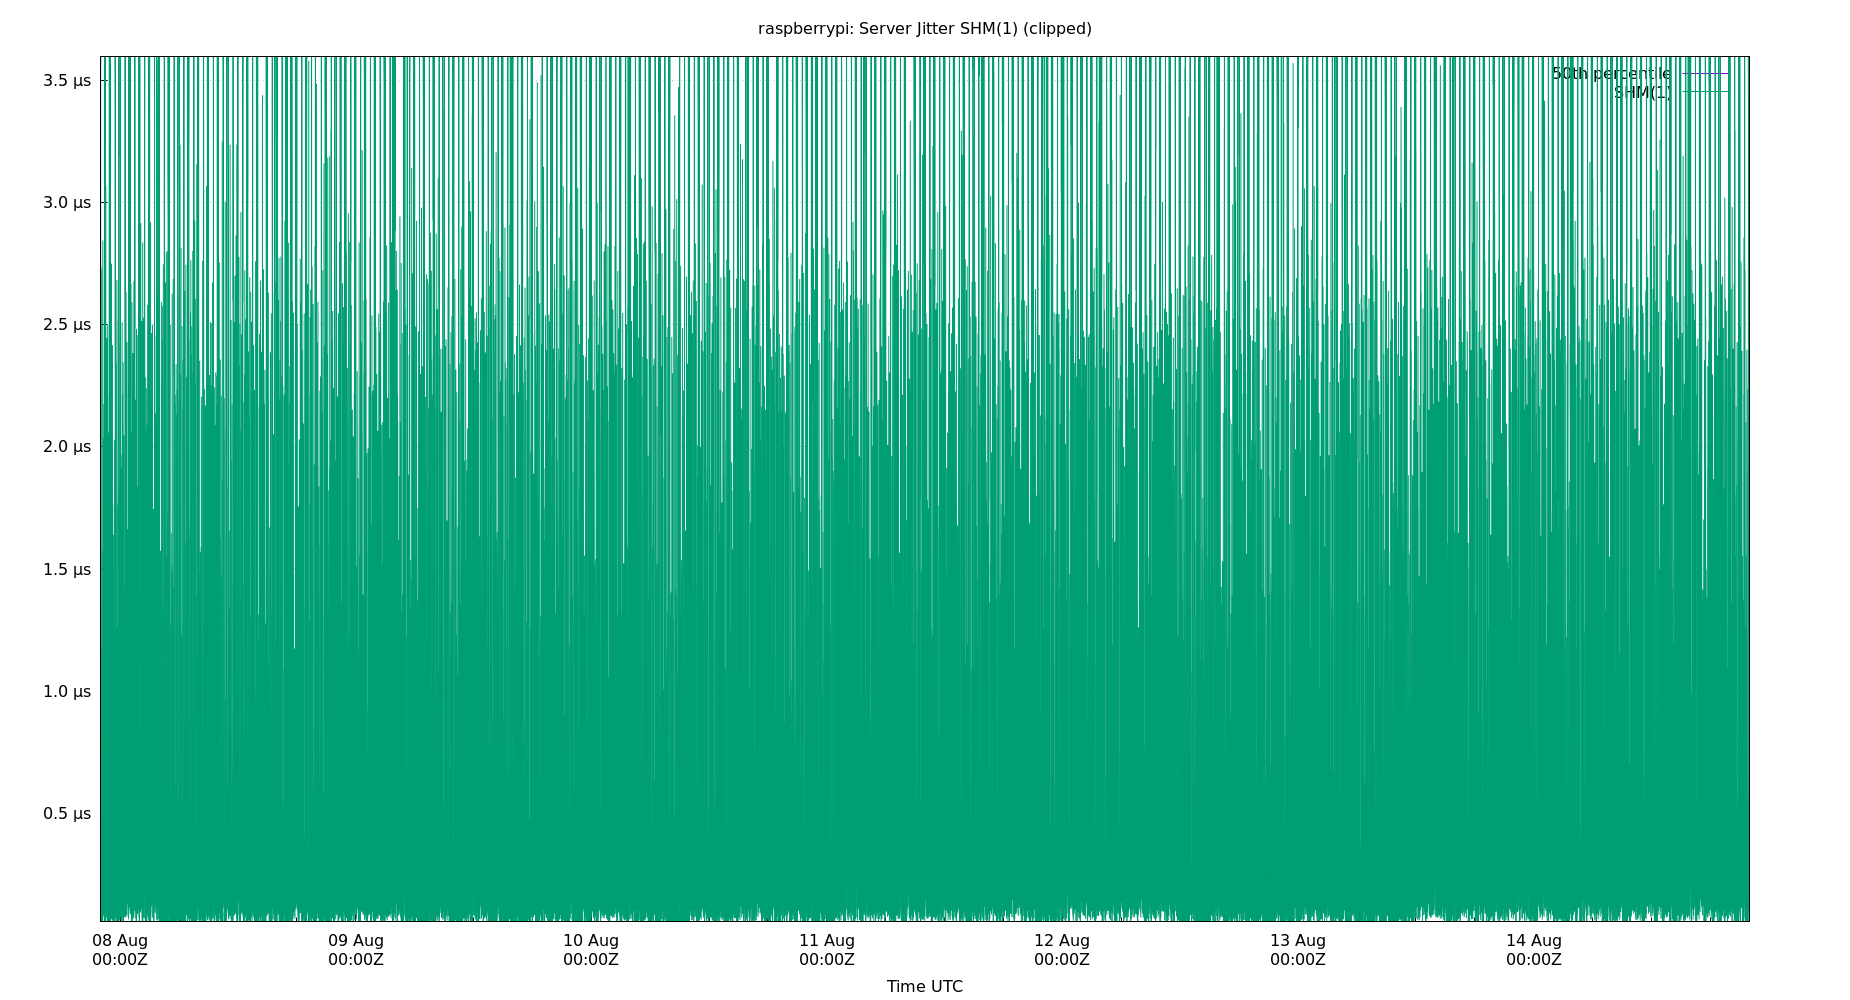 raspberrypi: Server Jitter SHM(1) (clipped)
50th percentile
SHM(1)
3.5 µs
3.0 µs
2.5 µs
2.0 µs
1.5 µs
1.0 µs
0.5 µs
08 Aug 09 Aug 10 Aug 11 Aug 12 Aug 13 Aug 14 Aug
00:00Z 00:00Z 00:00Z 00:00Z 00:00Z 00:00Z 00:00Z
Time UTC